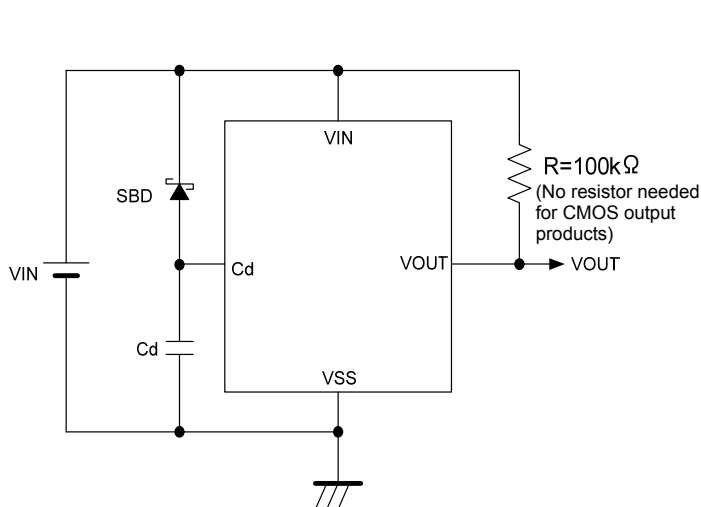 VIN
R=100kΩ
SBD
(No resistor needed
for CMOS output
products)
VIN
Cd
VOUT
VOUT
Cd
VSS